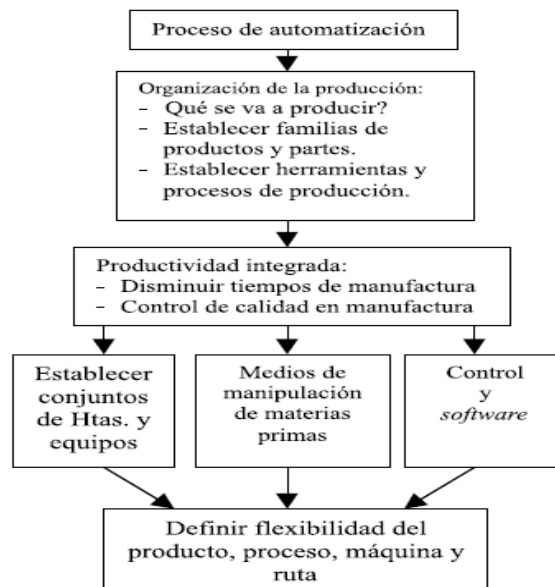 Proceso de automatización
Organización de la producción:
- Qué se va a producir?
- Establecer familias de
productos y partes.
- Establecer herramientas y
procesos de producción.
Productividad integrada:
- Disminuir tiempos de manufactura
- Control de calidad en manufactura
Establecer
conjuntos
de Htas. y
equipos
Medios de
manipulación
de materias
primas
Control
y
software
Definir flexibilidad del
producto, proceso, máquina y
ruta